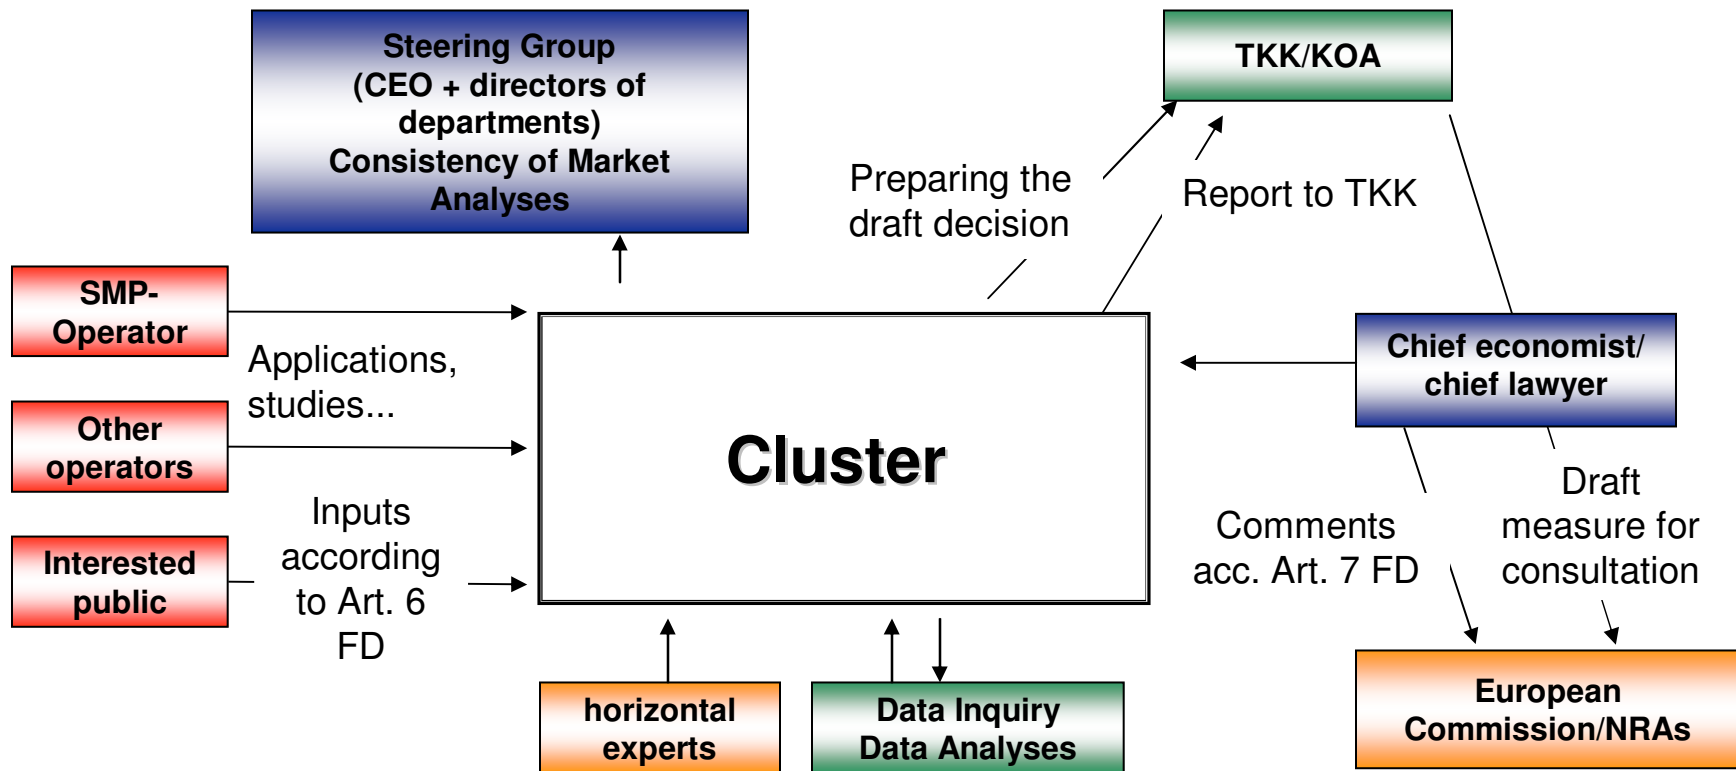 Steering Group
(CEO + directors of
departments)
Consistency of Market
Analyses
TKK/KOA
Preparing the
draft decision
Report to TKK
SMP-
Operator
Applications,
studies...
Other
operators
Inputs
according
to Art. 6
FD
Interested
public
Cluster
Chief economist/
chief lawyer
Comments
acc. Art. 7 FD
Draft
measure for
consultation
horizontal
experts
Data Inquiry
Data Analyses
European
Commission/NRAs